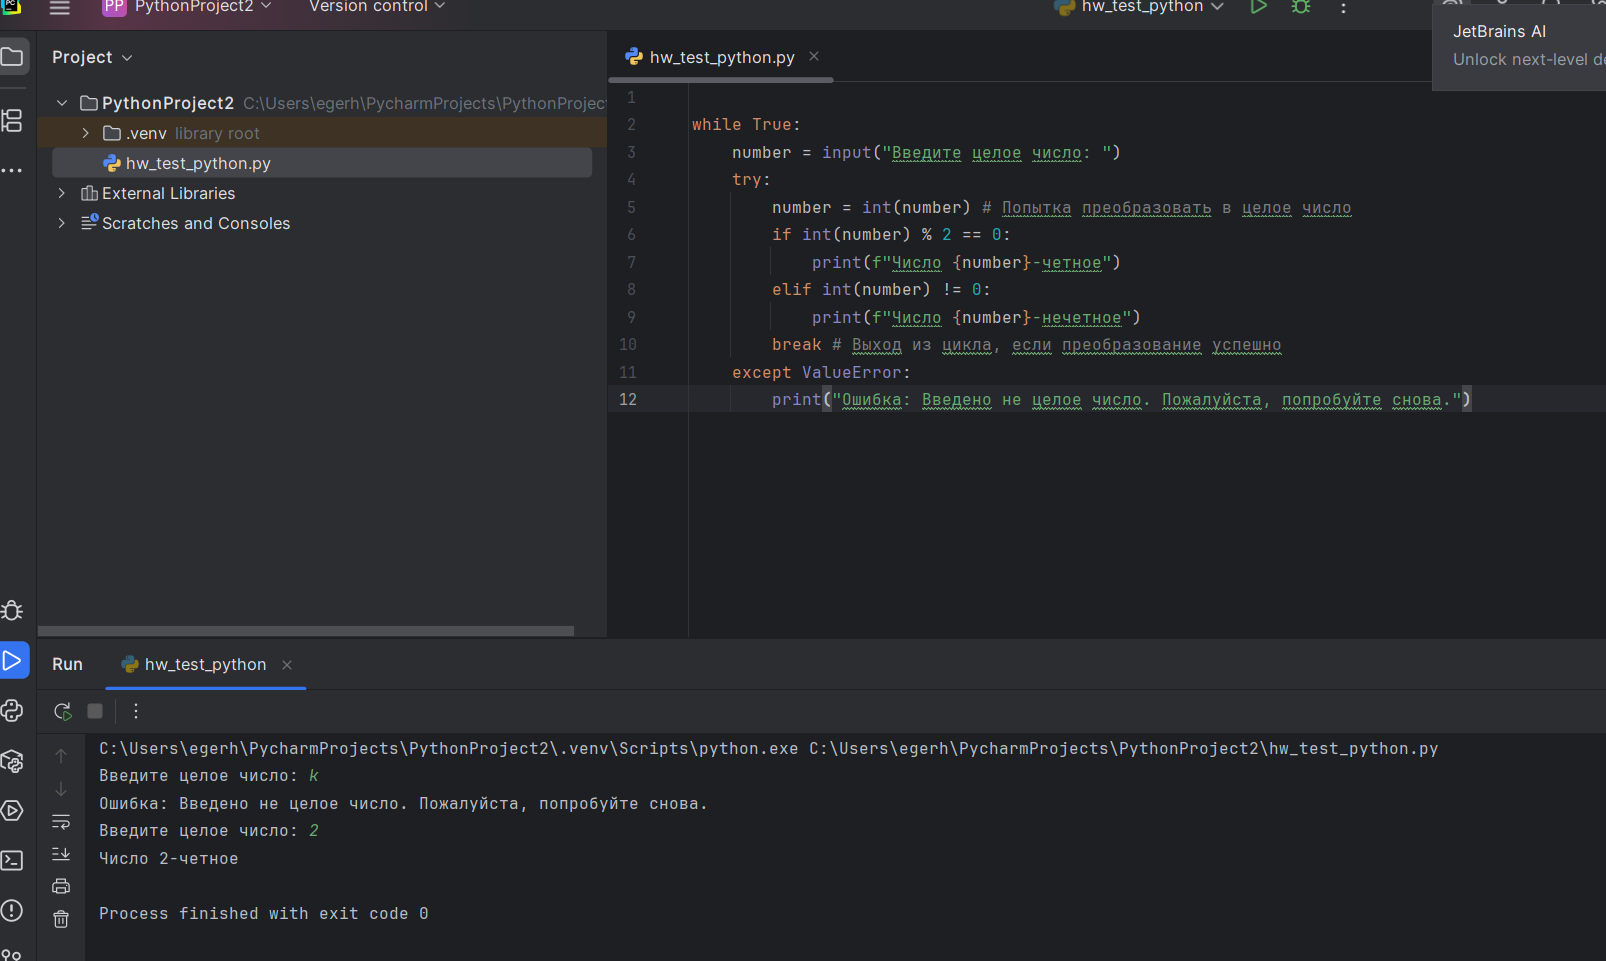 PC
PP PythonProject2
Version control
hw_test_python
JetBrains AI
Unlock next-level
Project
PythonProject2 C:\Users\egerh\PycharmProjects\PythonProjec
.venv library root
hw_test_python.py
External Libraries
Scratches and Consoles
hw_test_python.py
1
2 while True:
3 number = input("Введите целое число: ")
4 try:
5 number = int(number) # Попытка преобразовать в целое число
6 if int(number) % 2 == 0:
7 print(f"Число {number}-четное")
8 elif int(number) != 0:
9 print(f"Число {number}-нечетное")
10 break # Выход из цикла, если преобразование успешно
11 except ValueError:
12 print("Ошибка: Введено не целое число. Пожалуйста, попробуйте снова.")
Run hw_test_python
C:\Users\egerh\PycharmProjects\PythonProject2\.venv\Scripts\python.exe C:\Users\egerh\PycharmProjects\PythonProject2\hw_test_python.py
Введите целое число: k
Ошибка: Введено не целое число. Пожалуйста, попробуйте снова.
Введите целое число: 2
Число 2-четное
Process finished with exit code 0